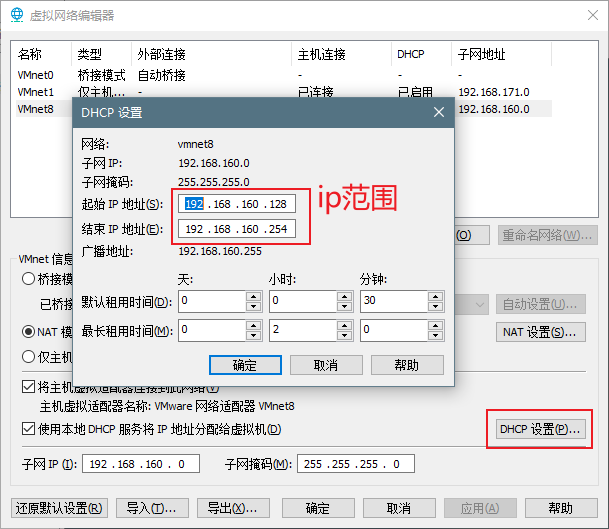 虚拟网络编辑器
名称 类型 外部连接 主机连接 DHCP 子网地址
VMnet0 桥接模式 自动桥接 - - -
VMnet1 仅主机... - 已连接 已启用 192.168.171.0
VMnet8 192.168.160.0
DHCP 设置
网络: vmnet8
子网 IP: 192.168.160.0
子网掩码: 255.255.255.0
起始 IP 地址(S): 192 . 168 . 160 . 128
ip范围
结束 IP 地址(E): 192 . 168 . 160 . 254
广播地址: 192.168.160.255
天: 小时: 分钟:
默认租用时间(D): 0 0 30
最长租用时间(M): 0 2 0
确定 取消 帮助
(O) 重命名网络(W)...
VMnet 信息
桥接模
已桥接 自动设置(U)...
NAT 模 NAT 设置(S)...
仅主机
将主机虚拟适配器连接到此网络(V)
主机虚拟适配器名称: VMware 网络适配器 VMnet8
使用本地 DHCP 服务将 IP 地址分配给虚拟机(D) DHCP 设置(P)...
子网 IP (I): 192 . 168 . 160 . 0 子网掩码(M): 255 . 255 . 255 . 0
还原默认设置(R) 导入(T)... 导出(X)... 确定 取消 应用(A) 帮助